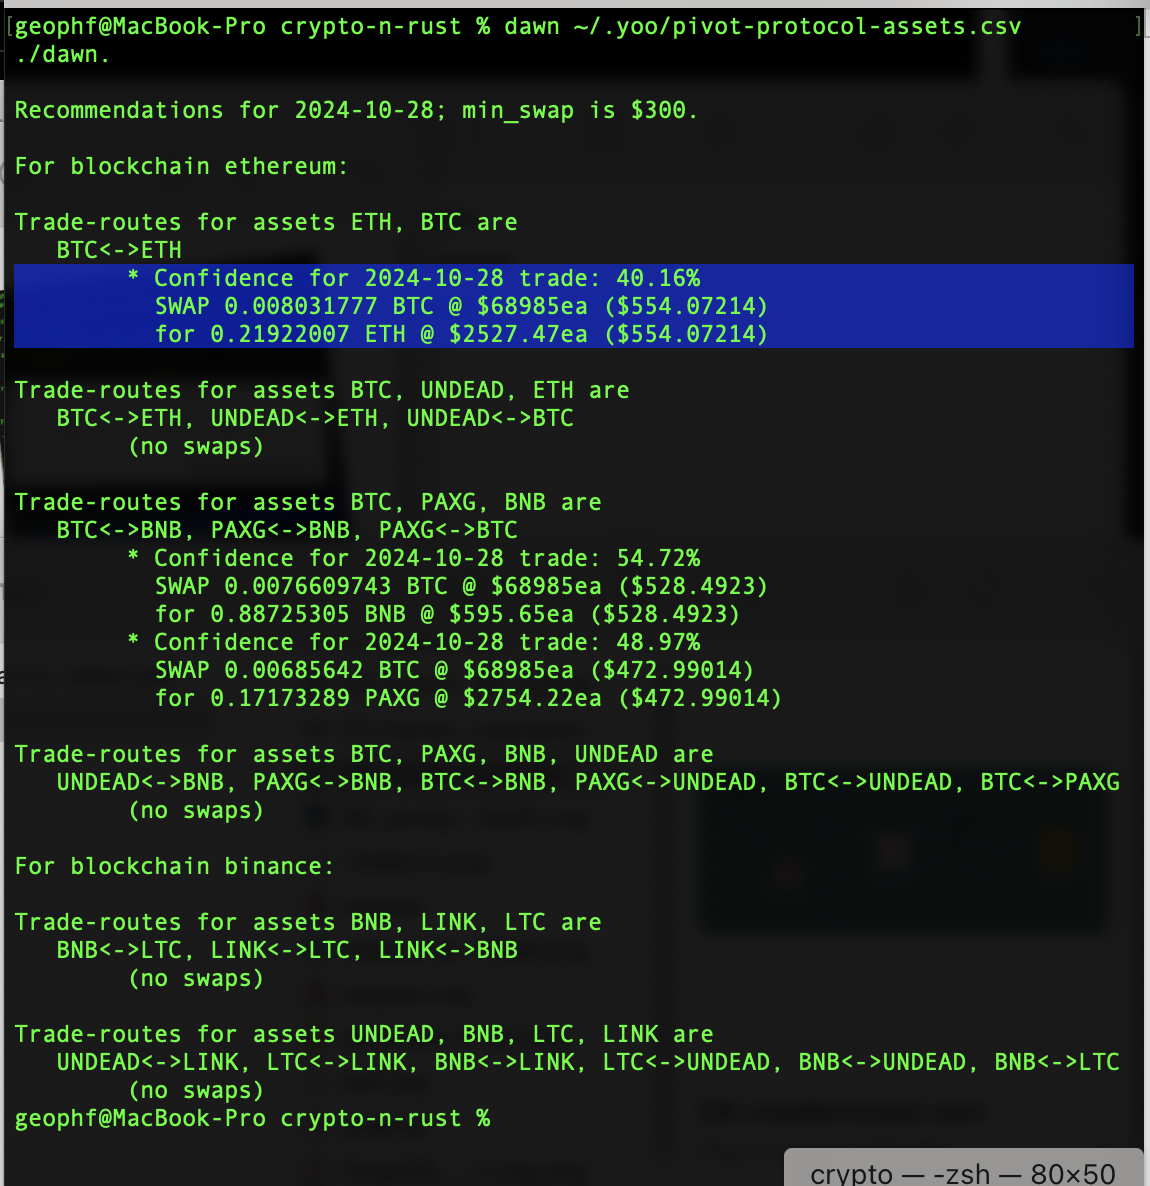 [geophf@MacBook-Pro crypto-n-rust % dawn ~/.yoo/pivot-protocol-assets.csv ]
./dawn.
Recommendations for 2024-10-28; min_swap is $300.
For blockchain ethereum:
Trade-routes for assets ETH, BTC are
BTC<->ETH
* Confidence for 2024-10-28 trade: 40.16%
SWAP 0.008031777 BTC @ $68985ea ($554.07214)
for 0.21922007 ETH @ $2527.47ea ($554.07214)
Trade-routes for assets BTC, UNDEAD, ETH are
BTC<->ETH, UNDEAD<->ETH, UNDEAD<->BTC
(no swaps)
Trade-routes for assets BTC, PAXG, BNB are
BTC<->BNB, PAXG<->BNB, PAXG<->BTC
* Confidence for 2024-10-28 trade: 54.72%
SWAP 0.0076609743 BTC @ $68985ea ($528.4923)
for 0.88725305 BNB @ $595.65ea ($528.4923)
* Confidence for 2024-10-28 trade: 48.97%
SWAP 0.00685642 BTC @ $68985ea ($472.99014)
for 0.17173289 PAXG @ $2754.22ea ($472.99014)
Trade-routes for assets BTC, PAXG, BNB, UNDEAD are
UNDEAD<->BNB, PAXG<->BNB, BTC<->BNB, PAXG<->UNDEAD, BTC<->UNDEAD, BTC<->PAXG
(no swaps)
For blockchain binance:
Trade-routes for assets BNB, LINK, LTC are
BNB<->LTC, LINK<->LTC, LINK<->BNB
(no swaps)
Trade-routes for assets UNDEAD, BNB, LTC, LINK are
UNDEAD<->LINK, LTC<->LINK, BNB<->LINK, LTC<->UNDEAD, BNB<->UNDEAD, BNB<->LTC
(no swaps)
geophf@MacBook-Pro crypto-n-rust %
crypto — -zsh — 80×50